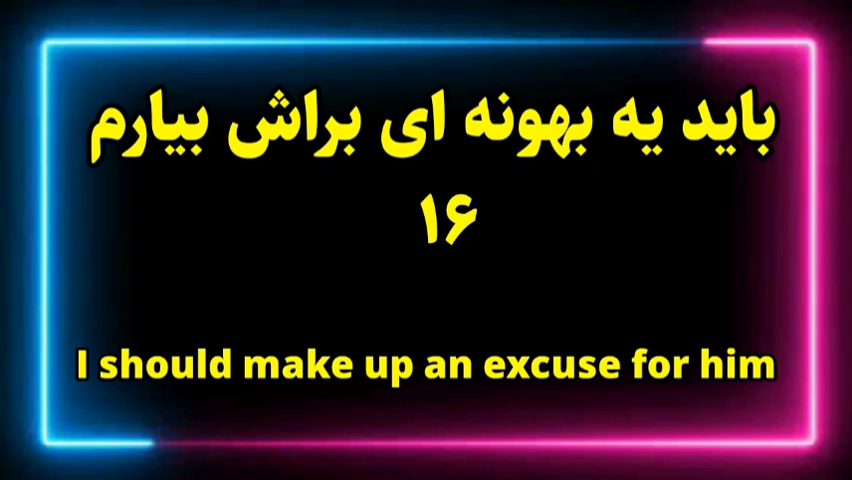 باید یه بهونه ای براش بیارم
۱۶
I should make up an excuse for him